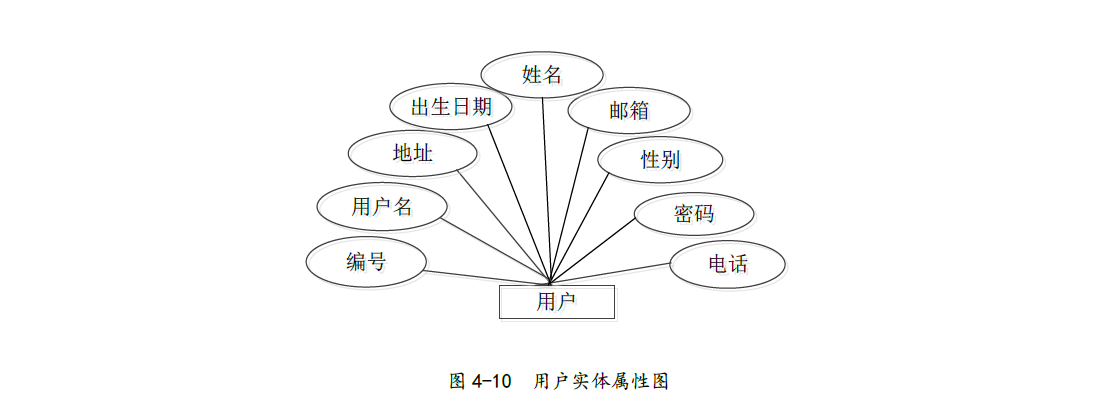 姓名
出生日期
邮箱
地址
性别
用户名
密码
编号
电话
用户
图 4-10 用户实体属性图